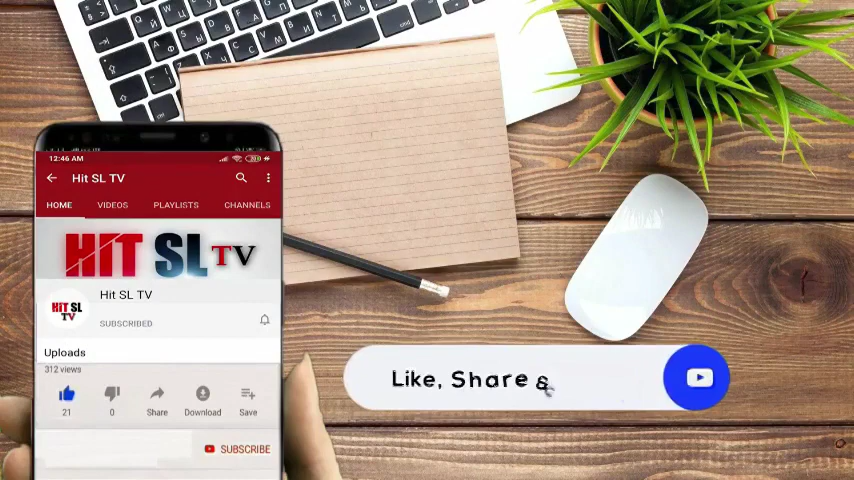 12:46 AM
Hit SL TV
HOME VIDEOS PLAYLISTS CHANNELS
HIT SL TV
Hit SL TV
HIT SL
TV
SUBSCRIBED
Uploads
312 views
21 0 Share Download Save
SUBSCRIBE
Like, Share &